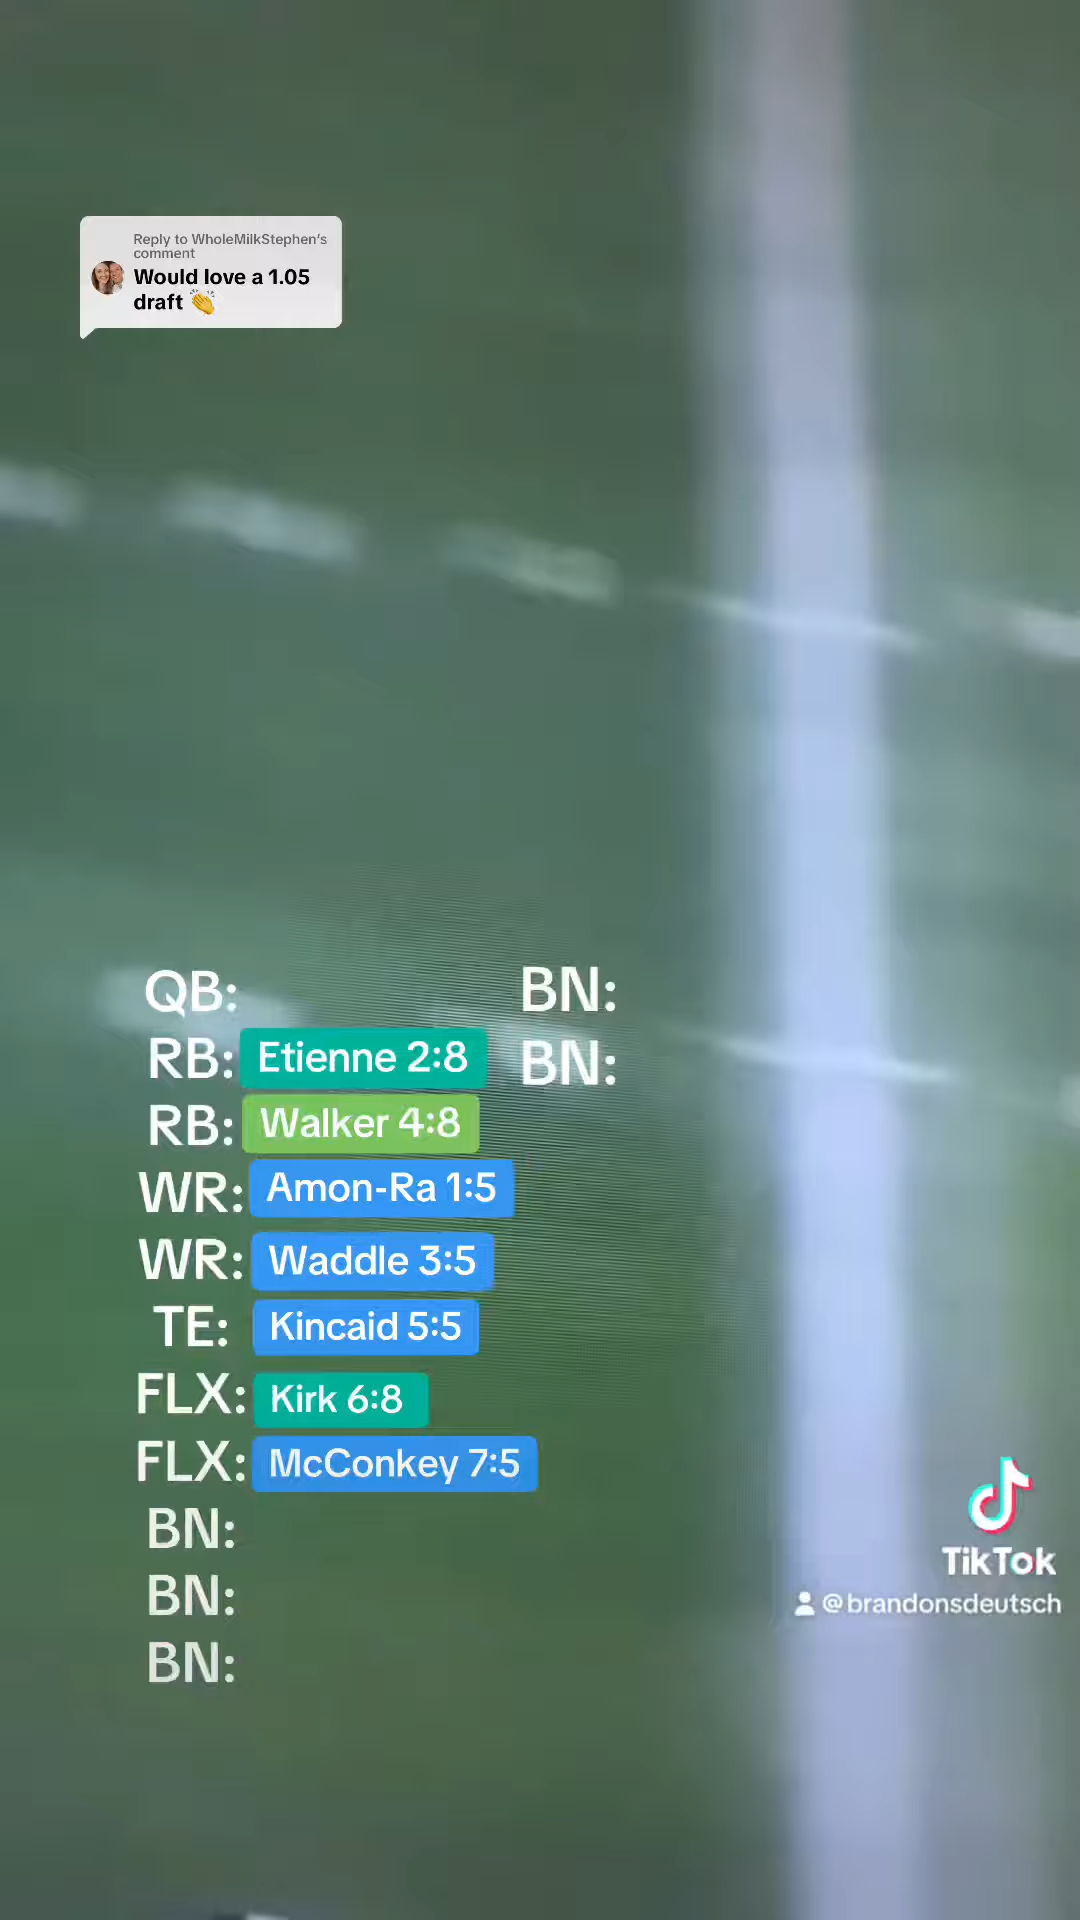 Reply to WholeMilkStephen's
comment
Would love a 1.05
draft 👏
QB:
RB: Etienne 2:8
RB: Walker 4:8
WR: Amon-Ra 1:5
WR: Waddle 3:5
TE: Kincaid 5:5
FLX: Kirk 6:8
FLX: McConkey 7:5
BN:
BN:
BN:
BN:
BN:
TikTok
@brandonsdeutsch